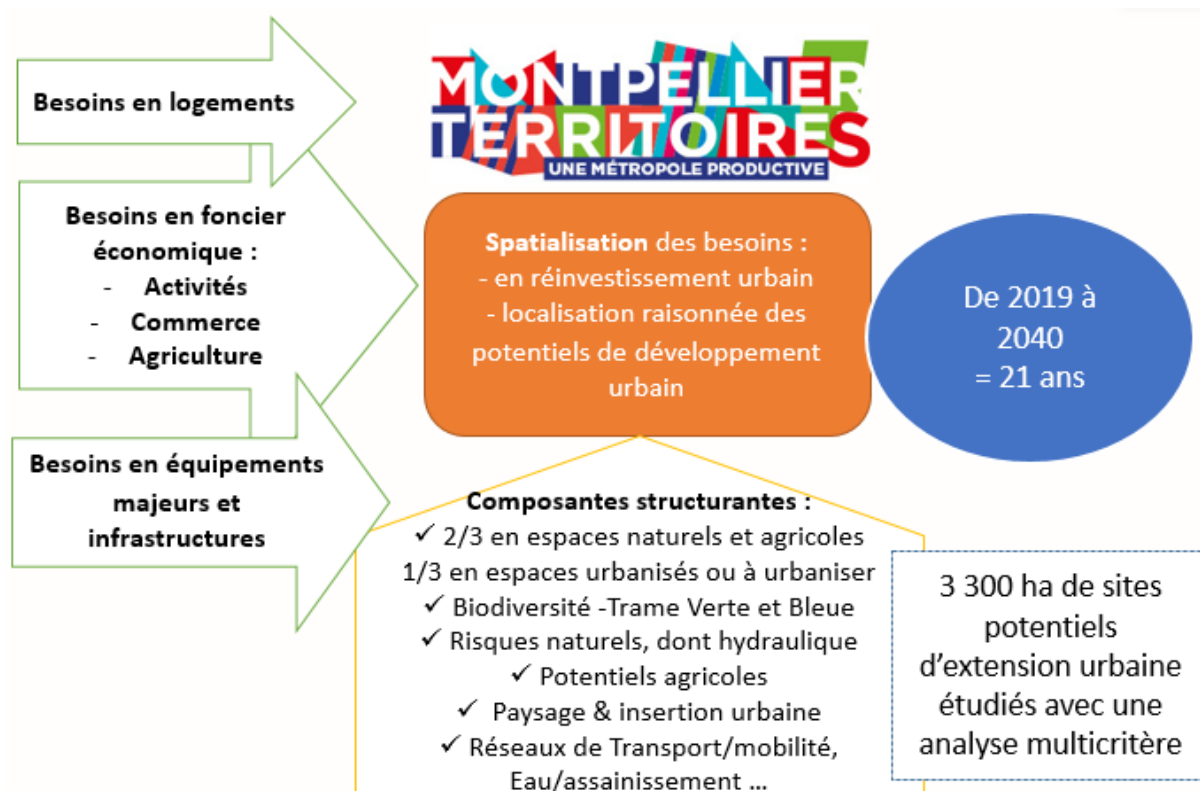 Besoins en logements
Besoins en foncier
économique :
- Activités
- Commerce
- Agriculture
Besoins en équipements
majeurs et
infrastructures
MONTPELLIER
TERRITOIRES
UNE MÉTROPOLE PRODUCTIVE
Spatialisation des besoins :
- en réinvestissement urbain
- localisation raisonnée des
potentiels de développement
urbain
De 2019 à
2040
= 21 ans
Composantes structurantes :
✓ 2/3 en espaces naturels et agricoles
1/3 en espaces urbanisés ou à urbaniser
✓ Biodiversité -Trame Verte et Bleue
✓ Risques naturels, dont hydraulique
✓ Potentiels agricoles
✓ Paysage & insertion urbaine
✓ Réseaux de Transport/mobilité,
Eau/assainissement ...
3 300 ha de sites
potentiels
d'extension urbaine
étudiés avec une
analyse multicritère